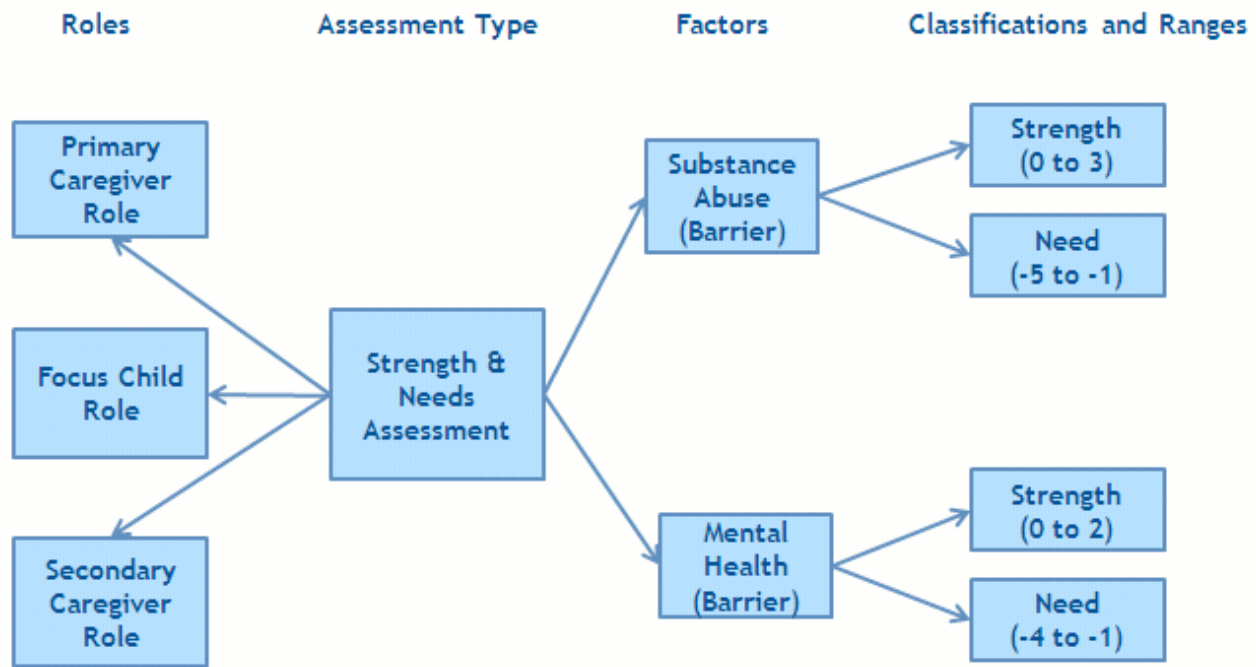 Roles
Assessment Type
Factors
Classifications and Ranges
Primary
Caregiver
Role
Focus Child
Role
Secondary
Caregiver
Role
Strength &
Needs
Assessment
Substance
Abuse
(Barrier)
Mental
Health
(Barrier)
Strength
(0 to 3)
Need
(-5 to -1)
Strength
(0 to 2)
Need
(-4 to -1)